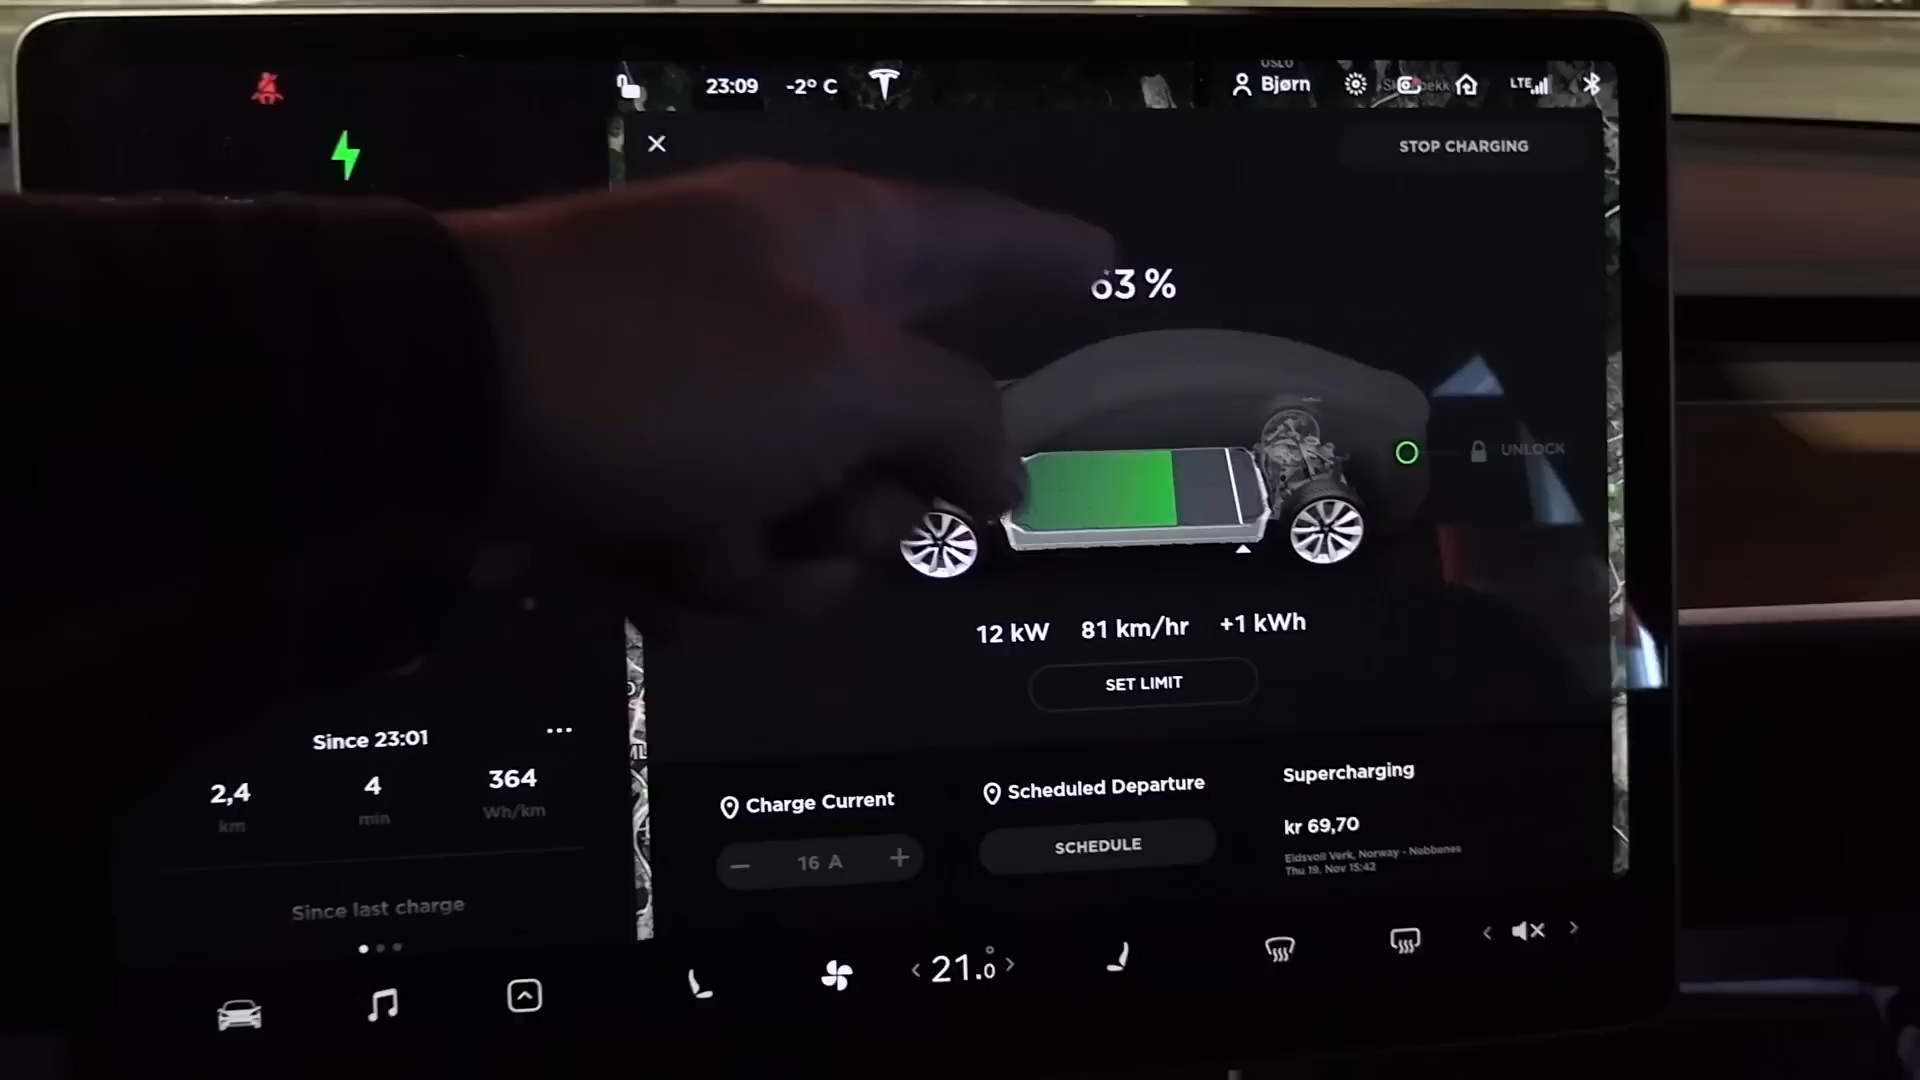 23:09 -2° C
OSLO
Bjørn
LTE
STOP CHARGING
63 %
UNLOCK
12 kW 81 km/hr +1 kWh
SET LIMIT
Since 23:01
2,4 4 364
km min Wh/km
Since last charge
Charge Current
16 A
Scheduled Departure
SCHEDULE
Supercharging
kr 69,70
Eidsvoll Verk, Norway - Nebbenes
Thu 19. Nov 15:42
21.0°